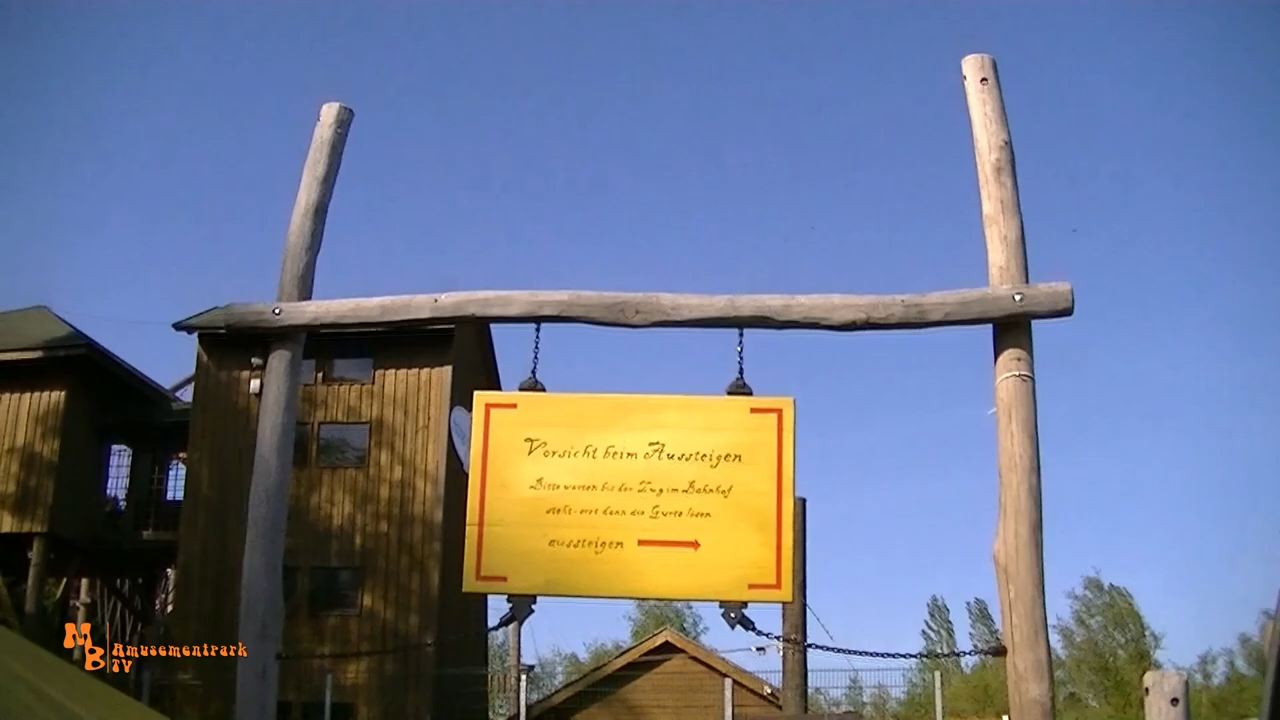 Vorsicht beim Aussteigen
Bitte warten bis der Zug im Bahnhof
steht - erst dann die Gurte lösen
aussteigen
MB Amusementpark
TV